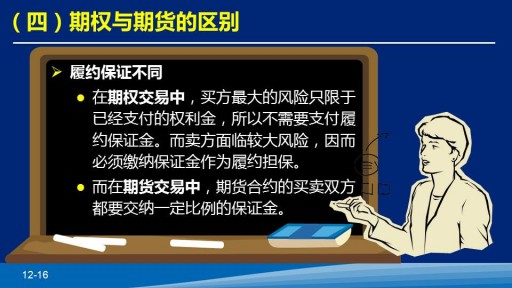 （四）期权与期货的区别
履约保证不同
在期权交易中，买方最大的风险只限于
已经支付的权利金，所以不需要支付履
约保证金。而卖方面临较大风险，因而
必须缴纳保证金作为履约担保。
而在期货交易中，期货合约的买卖双方
都要交纳一定比例的保证金。
12-16